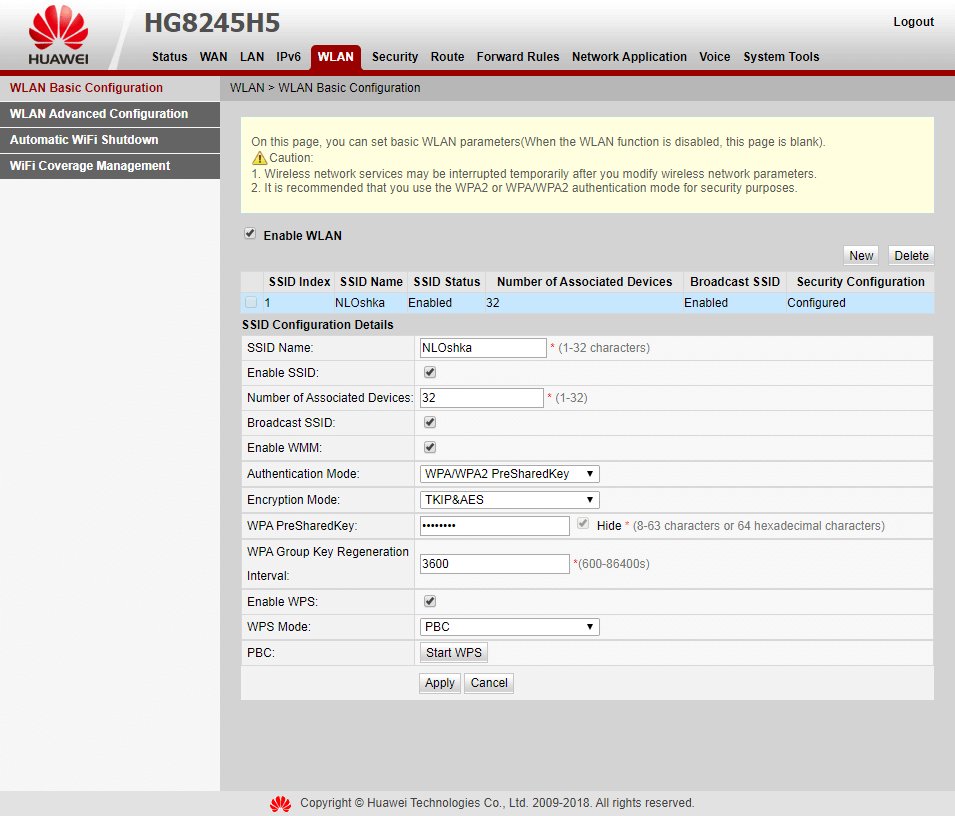 HG8245H5
Logout
HUAWEI
Status WAN LAN IPv6 WLAN Security Route Forward Rules Network Application Voice System Tools
WLAN Basic Configuration
WLAN > WLAN Basic Configuration
WLAN Advanced Configuration
Automatic WiFi Shutdown
WiFi Coverage Management
On this page, you can set basic WLAN parameters(When the WLAN function is disabled, this page is blank).
Caution:
1. Wireless network services may be interrupted temporarily after you modify wireless network parameters.
2. It is recommended that you use the WPA2 or WPA/WPA2 authentication mode for security purposes.
Enable WLAN
New Delete
SSID Index SSID Name SSID Status Number of Associated Devices Broadcast SSID Security Configuration
1 NLOshka Enabled 32 Enabled Configured
SSID Configuration Details
SSID Name: NLOshka * (1-32 characters)
Enable SSID:
Number of Associated Devices: 32 * (1-32)
Broadcast SSID:
Enable WMM:
Authentication Mode: WPA/WPA2 PreSharedKey
Encryption Mode: TKIP&AES
WPA PreSharedKey: •••••••• Hide * (8-63 characters or 64 hexadecimal characters)
WPA Group Key Regeneration
Interval: 3600 *(600-86400s)
Enable WPS:
WPS Mode: PBC
PBC: Start WPS
Apply Cancel
Copyright © Huawei Technologies Co., Ltd. 2009-2018. All rights reserved.